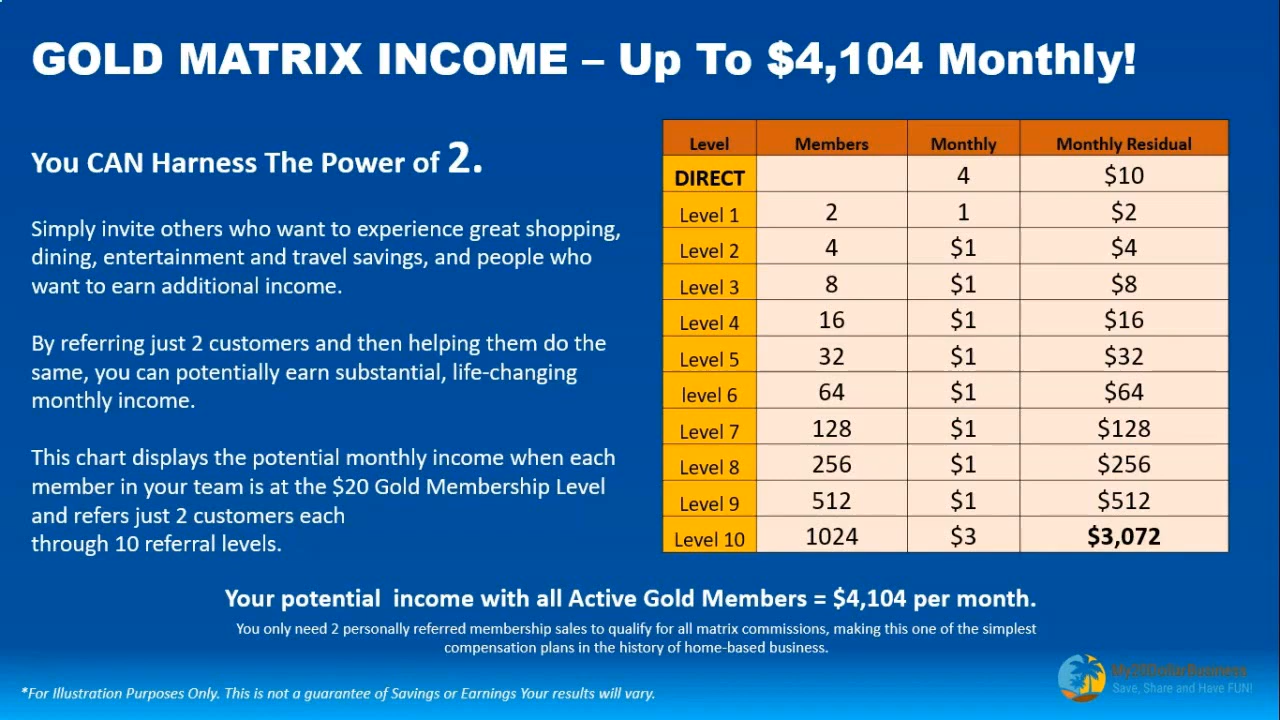 GOLD MATRIX INCOME – Up To $4,104 Monthly!
You CAN Harness The Power of 2.
Simply invite others who want to experience great shopping,
dining, entertainment and travel savings, and people who
want to earn additional income.
By referring just 2 customers and then helping them do the
same, you can potentially earn substantial, life-changing
monthly income.
This chart displays the potential monthly income when each
member in your team is at the $20 Gold Membership Level
and refers just 2 customers each
through 10 referral levels.
Level Members Monthly Monthly Residual
DIRECT 4 $10
Level 1 2 1 $2
Level 2 4 $1 $4
Level 3 8 $1 $8
Level 4 16 $1 $16
Level 5 32 $1 $32
level 6 64 $1 $64
Level 7 128 $1 $128
Level 8 256 $1 $256
Level 9 512 $1 $512
Level 10 1024 $3 $3,072
Your potential income with all Active Gold Members = $4,104 per month.
You only need 2 personally referred membership sales to qualify for all matrix commissions, making this one of the simplest
compensation plans in the history of home-based business.
My20DollarBusiness
Save, Share and Have FUN!
*For Illustration Purposes Only. This is not a guarantee of Savings or Earnings Your results will vary.